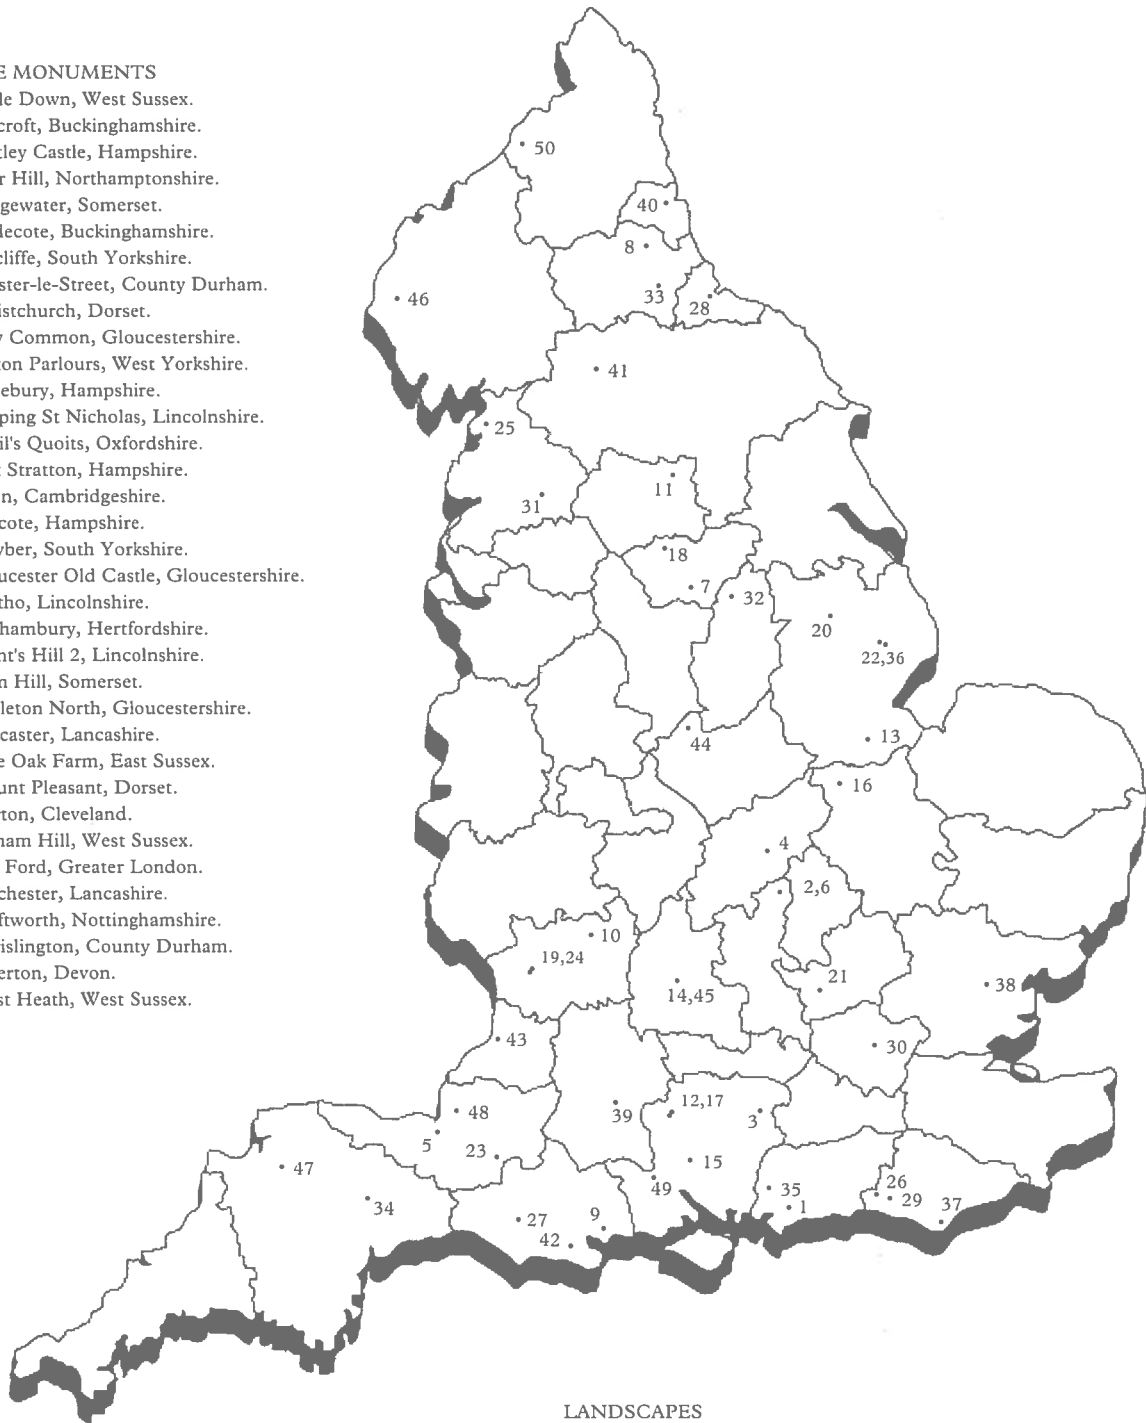 E MONUMENTS
le Down, West Sussex.
croft, Buckinghamshire.
tley Castle, Hampshire.
r Hill, Northamptonshire.
gewater, Somerset.
lecote, Buckinghamshire.
cliffe, South Yorkshire.
ster-le-Street, County Durham.
istchurch, Dorset.
y Common, Gloucestershire.
ton Parlours, West Yorkshire.
ebury, Hampshire.
ping St Nicholas, Lincolnshire.
il's Quoits, Oxfordshire.
t Stratton, Hampshire.
n, Cambridgeshire.
cote, Hampshire.
yber, South Yorkshire.
ucester Old Castle, Gloucestershire.
tho, Lincolnshire.
hambury, Hertfordshire.
nt's Hill 2, Lincolnshire.
m Hill, Somerset.
leton North, Gloucestershire.
caster, Lancashire.
e Oak Farm, East Sussex.
unt Pleasant, Dorset.
rton, Cleveland.
ham Hill, West Sussex.
Ford, Greater London.
chester, Lancashire.
ftworth, Nottinghamshire.
islington, County Durham.
erton, Devon.
st Heath, West Sussex.
50
40
8
46
33
28
41
25
11
31
18
7
32
20
22,36
44
13
16
4
2,6
10
19,24
21
14,45
38
43
30
12,17
48
39
3
5
23
15
47
49
35
26
34
1
29
27
9
37
42
LANDSCAPES